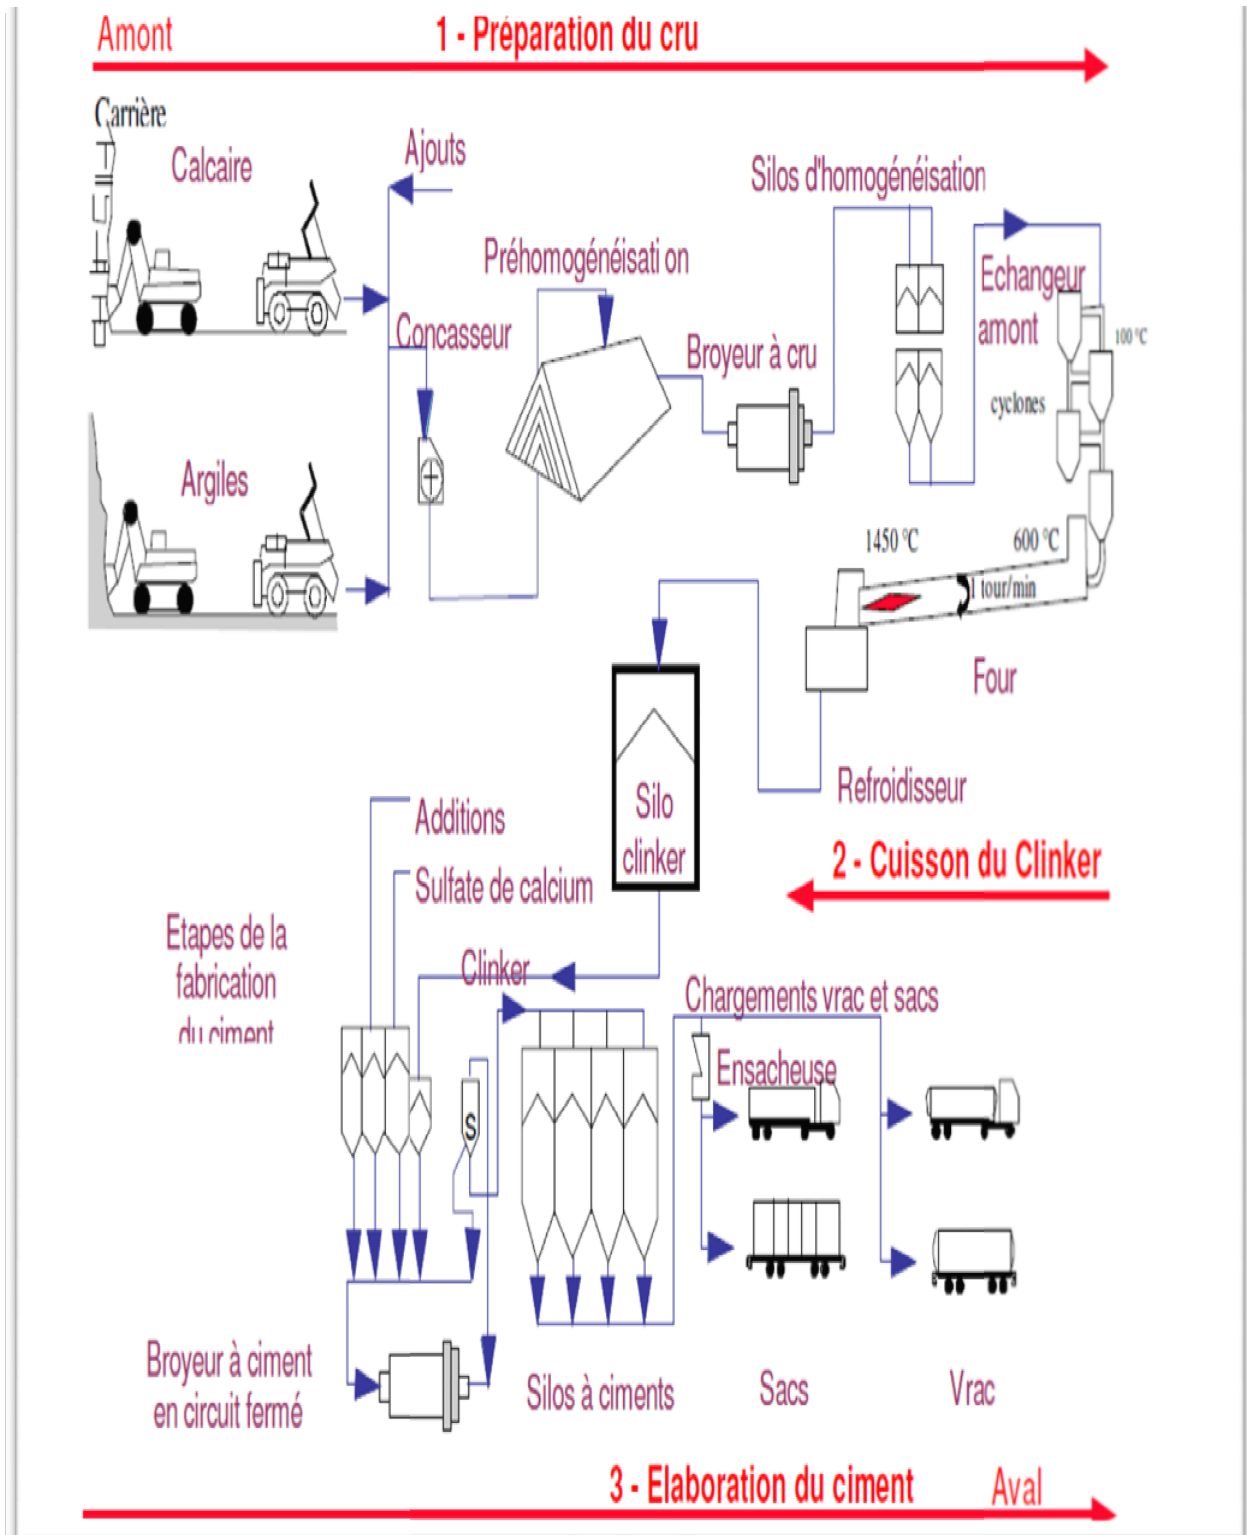 Amont
1 - Préparation du cru
Carrière
Calcaire
Ajouts
Silos d'homogénéisation
Préhomogénéisati on
Echangeur
amont
100 °C
Concasseur
Broyeur à cru
cyclones
Argiles
1450 °C
600 °C
1 tour/min
Four
Refroidisseur
Silo
clinker
2 - Cuisson du Clinker
Additions
Sulfate de calcium
Etapes de la
fabrication
du ciment
Clinker
Chargements vrac et sacs
Ensacheuse
S
Broyeur à ciment
en circuit fermé
Silos à ciments
Sacs
Vrac
3 - Elaboration du ciment
Aval